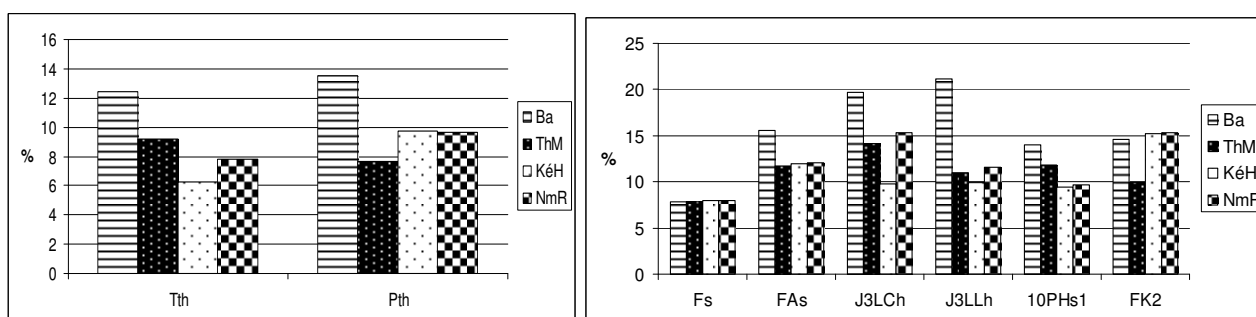 16
14
12
10
8
6
4
2
0
%
Tth Pth
Ba
ThM
KéH
NmR
25
20
15
10
5
0
%
Fs FAs J3LCh J3LLh 10PHs1 FK2
Ba
ThM
KéH
NmR